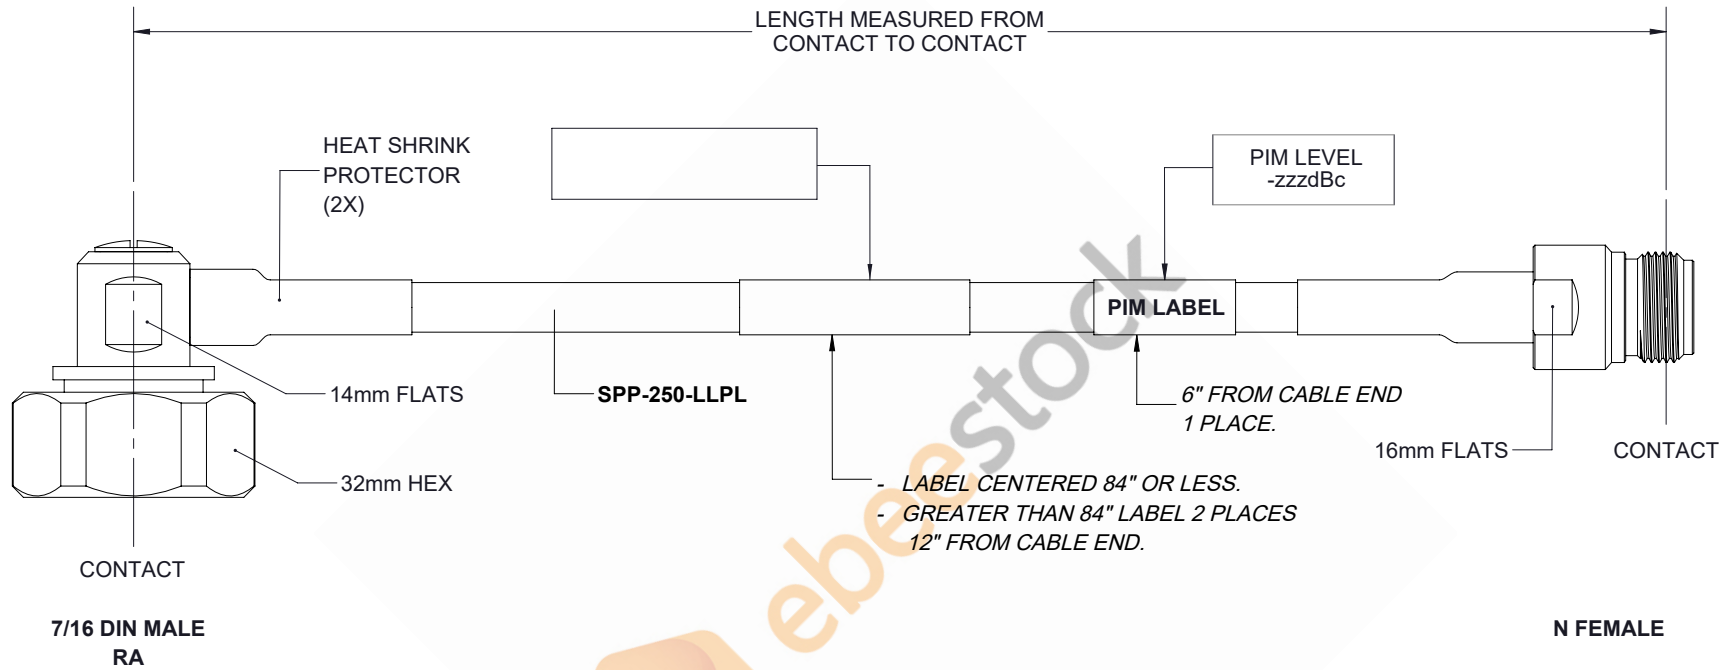 LENGTH MEASURED FROM
CONTACT TO CONTACT
HEAT SHRINK
PROTECTOR
(2X)
PIM LEVEL
-zzzdBc
PIM LABEL
14mm FLATS
SPP-250-LLPL
6" FROM CABLE END
1 PLACE.
16mm FLATS
CONTACT
32mm HEX
- LABEL CENTERED 84" OR LESS.
- GREATER THAN 84" LABEL 2 PLACES
12" FROM CABLE END.
CONTACT
7/16 DIN MALE
RA
N FEMALE
ebeestock